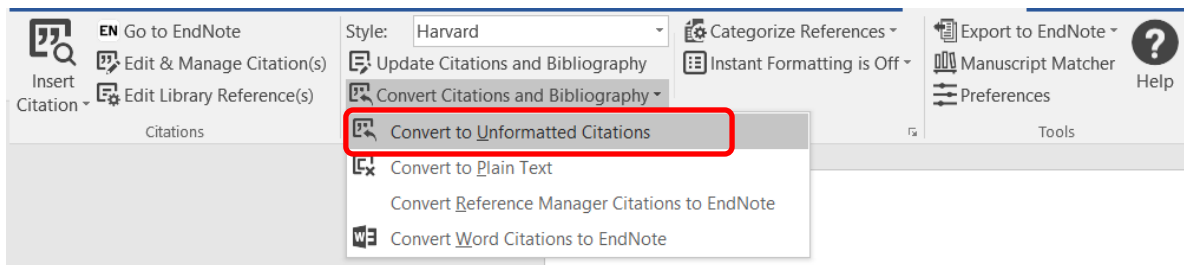 Insert
Citation
EN Go to EndNote
Edit & Manage Citation(s)
Edit Library Reference(s)
Citations
Style: Harvard
Update Citations and Bibliography
Convert Citations and Bibliography
Convert to Unformatted Citations
Convert to Plain Text
Convert Reference Manager Citations to EndNote
W Convert Word Citations to EndNote
Categorize References
Instant Formatting is Off
Export to EndNote
Manuscript Matcher
Preferences
Tools
?
Help